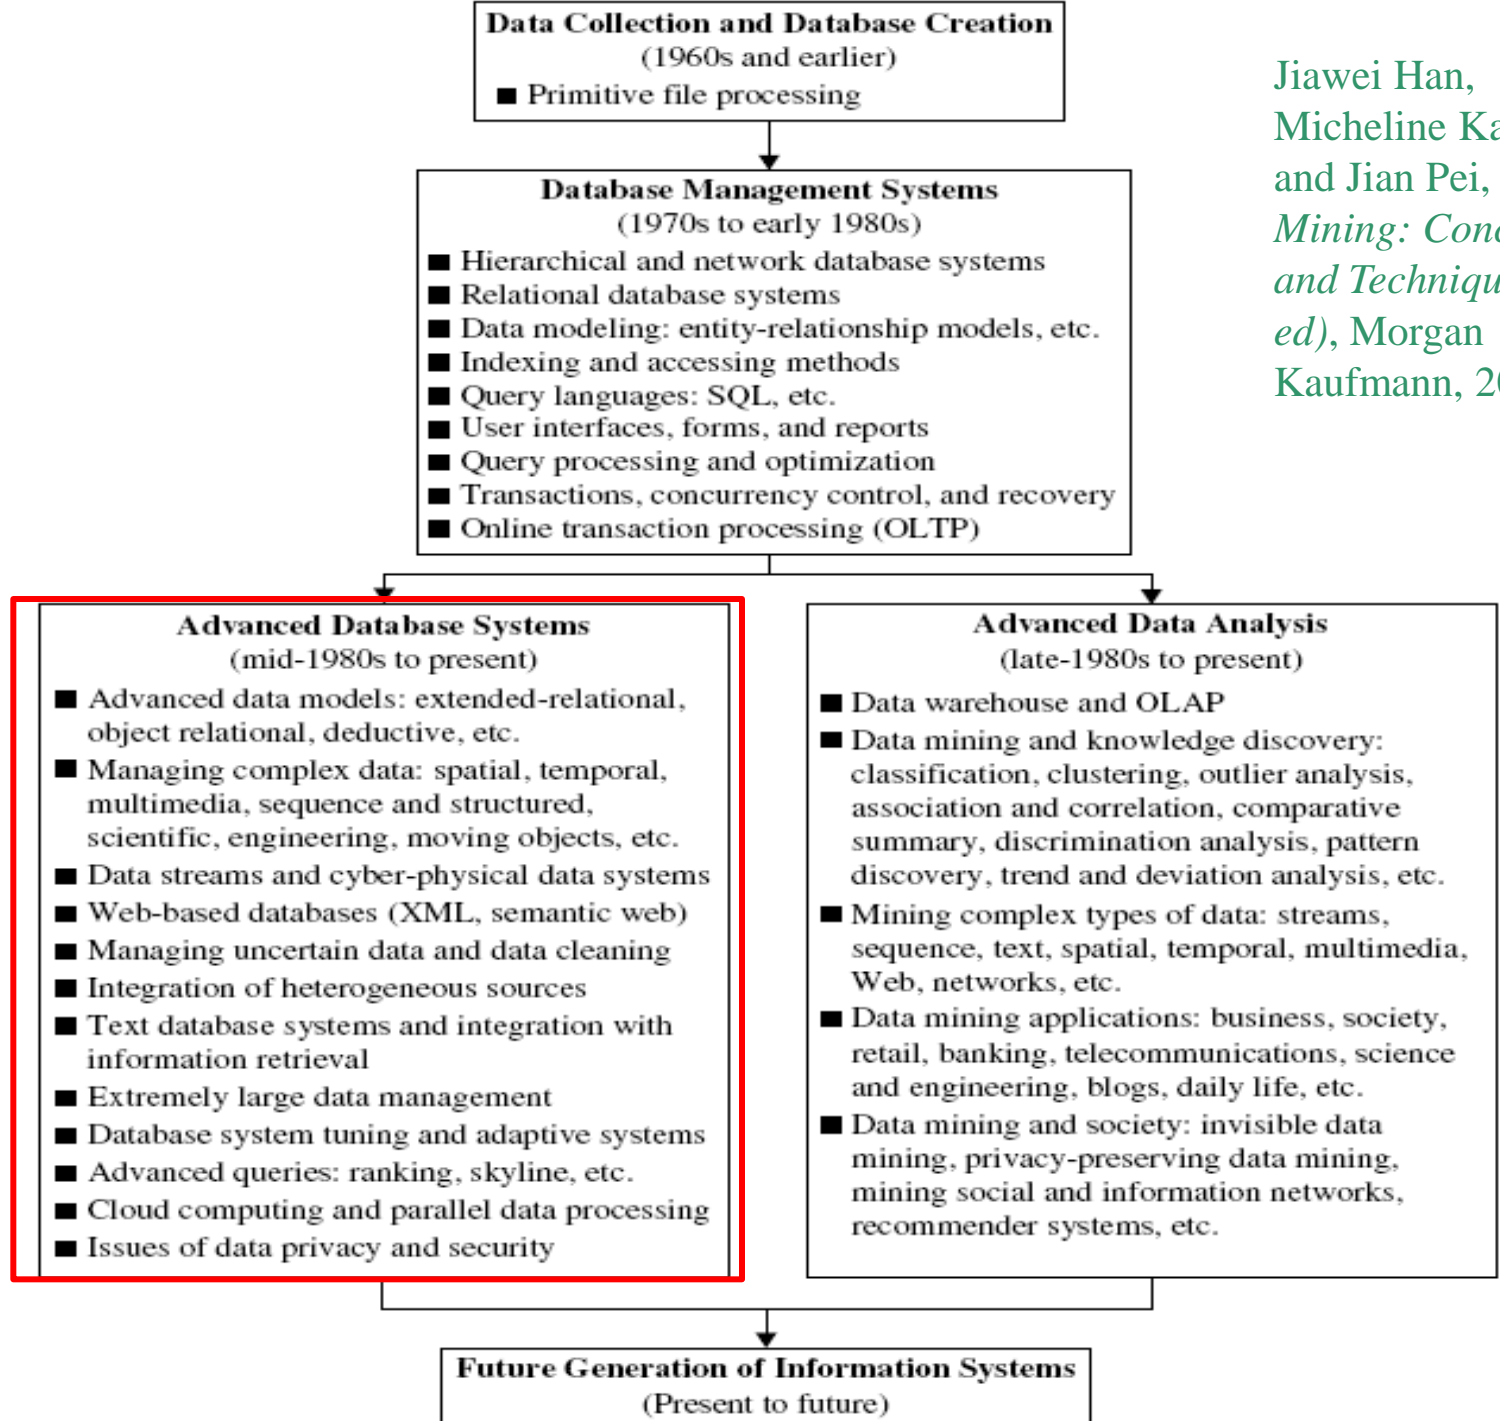 Data Collection and Database Creation
(1960s and earlier)
■ Primitive file processing
Jiawei Han,
Micheline
and Jian Pei,
Mining:
and
ed), Morgan
Kaufmann,
Database Management Systems
(1970s to early 1980s)
■ Hierarchical and network database systems
■ Relational database systems
■ Data modeling: entity-relationship models, etc.
■ Indexing and accessing methods
■ Query languages: SQL, etc.
■ User interfaces, forms, and reports
■ Query processing and optimization
■ Transactions, concurrency control, and recovery
■ Online transaction processing (OLTP)
Advanced Database Systems
(mid-1980s to present)
■ Advanced data models: extended-relational,
object relational, deductive, etc.
■ Managing complex data: spatial, temporal,
multimedia, sequence and structured,
scientific, engineering, moving objects, etc.
■ Data streams and cyber-physical data systems
■ Web-based databases (XML, semantic web)
■ Managing uncertain data and data cleaning
■ Integration of heterogeneous sources
■ Text database systems and integration with
information retrieval
■ Extremely large data management
■ Database system tuning and adaptive systems
■ Advanced queries: ranking, skyline, etc.
■ Cloud computing and parallel data processing
■ Issues of data privacy and security
Advanced Data Analysis
(late-1980s to present)
■ Data warehouse and OLAP
■ Data mining and knowledge discovery:
classification, clustering, outlier analysis,
association and correlation, comparative
summary, discrimination analysis, pattern
discovery, trend and deviation analysis, etc.
■ Mining complex types of data: streams,
sequence, text, spatial, temporal, multimedia,
Web, networks, etc.
■ Data mining applications: business, society,
retail, banking, telecommunications, science
and engineering, blogs, daily life, etc.
■ Data mining and society: invisible data
mining, privacy-preserving data mining,
mining social and information networks,
recommender systems, etc.
Future Generation of Information Systems
(Present to future)